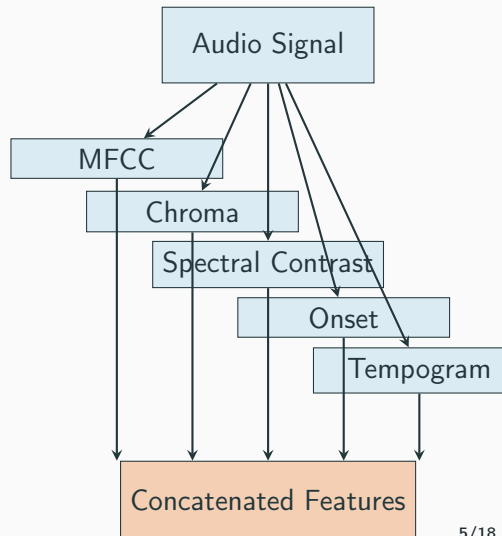 Audio Signal
MFCC
Chroma
Spectral Contrast
Onset
Tempogram
Concatenated Features
5/18